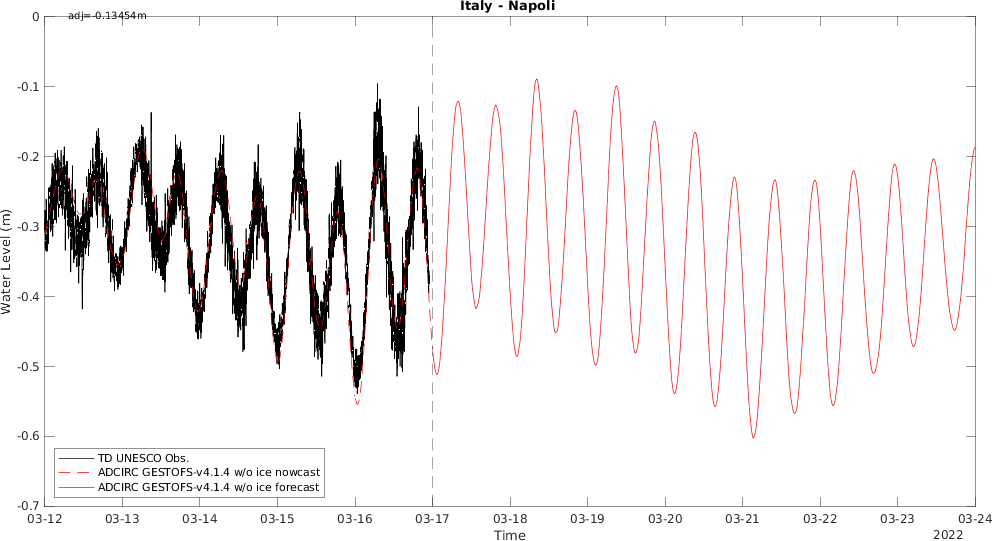 Italy - Napoli
adj=-0.13454m
0
-0.1
-0.2
-0.3
-0.4
-0.5
-0.6
-0.7
Water Level (m)
TD UNESCO Obs.
ADCIRC GESTOFS-v4.1.4 w/o ice nowcast
ADCIRC GESTOFS-v4.1.4 w/o ice forecast
03-12 03-13 03-14 03-15 03-16 03-17 03-18 03-19 03-20 03-21 03-22 03-23 03-24
Time
2022